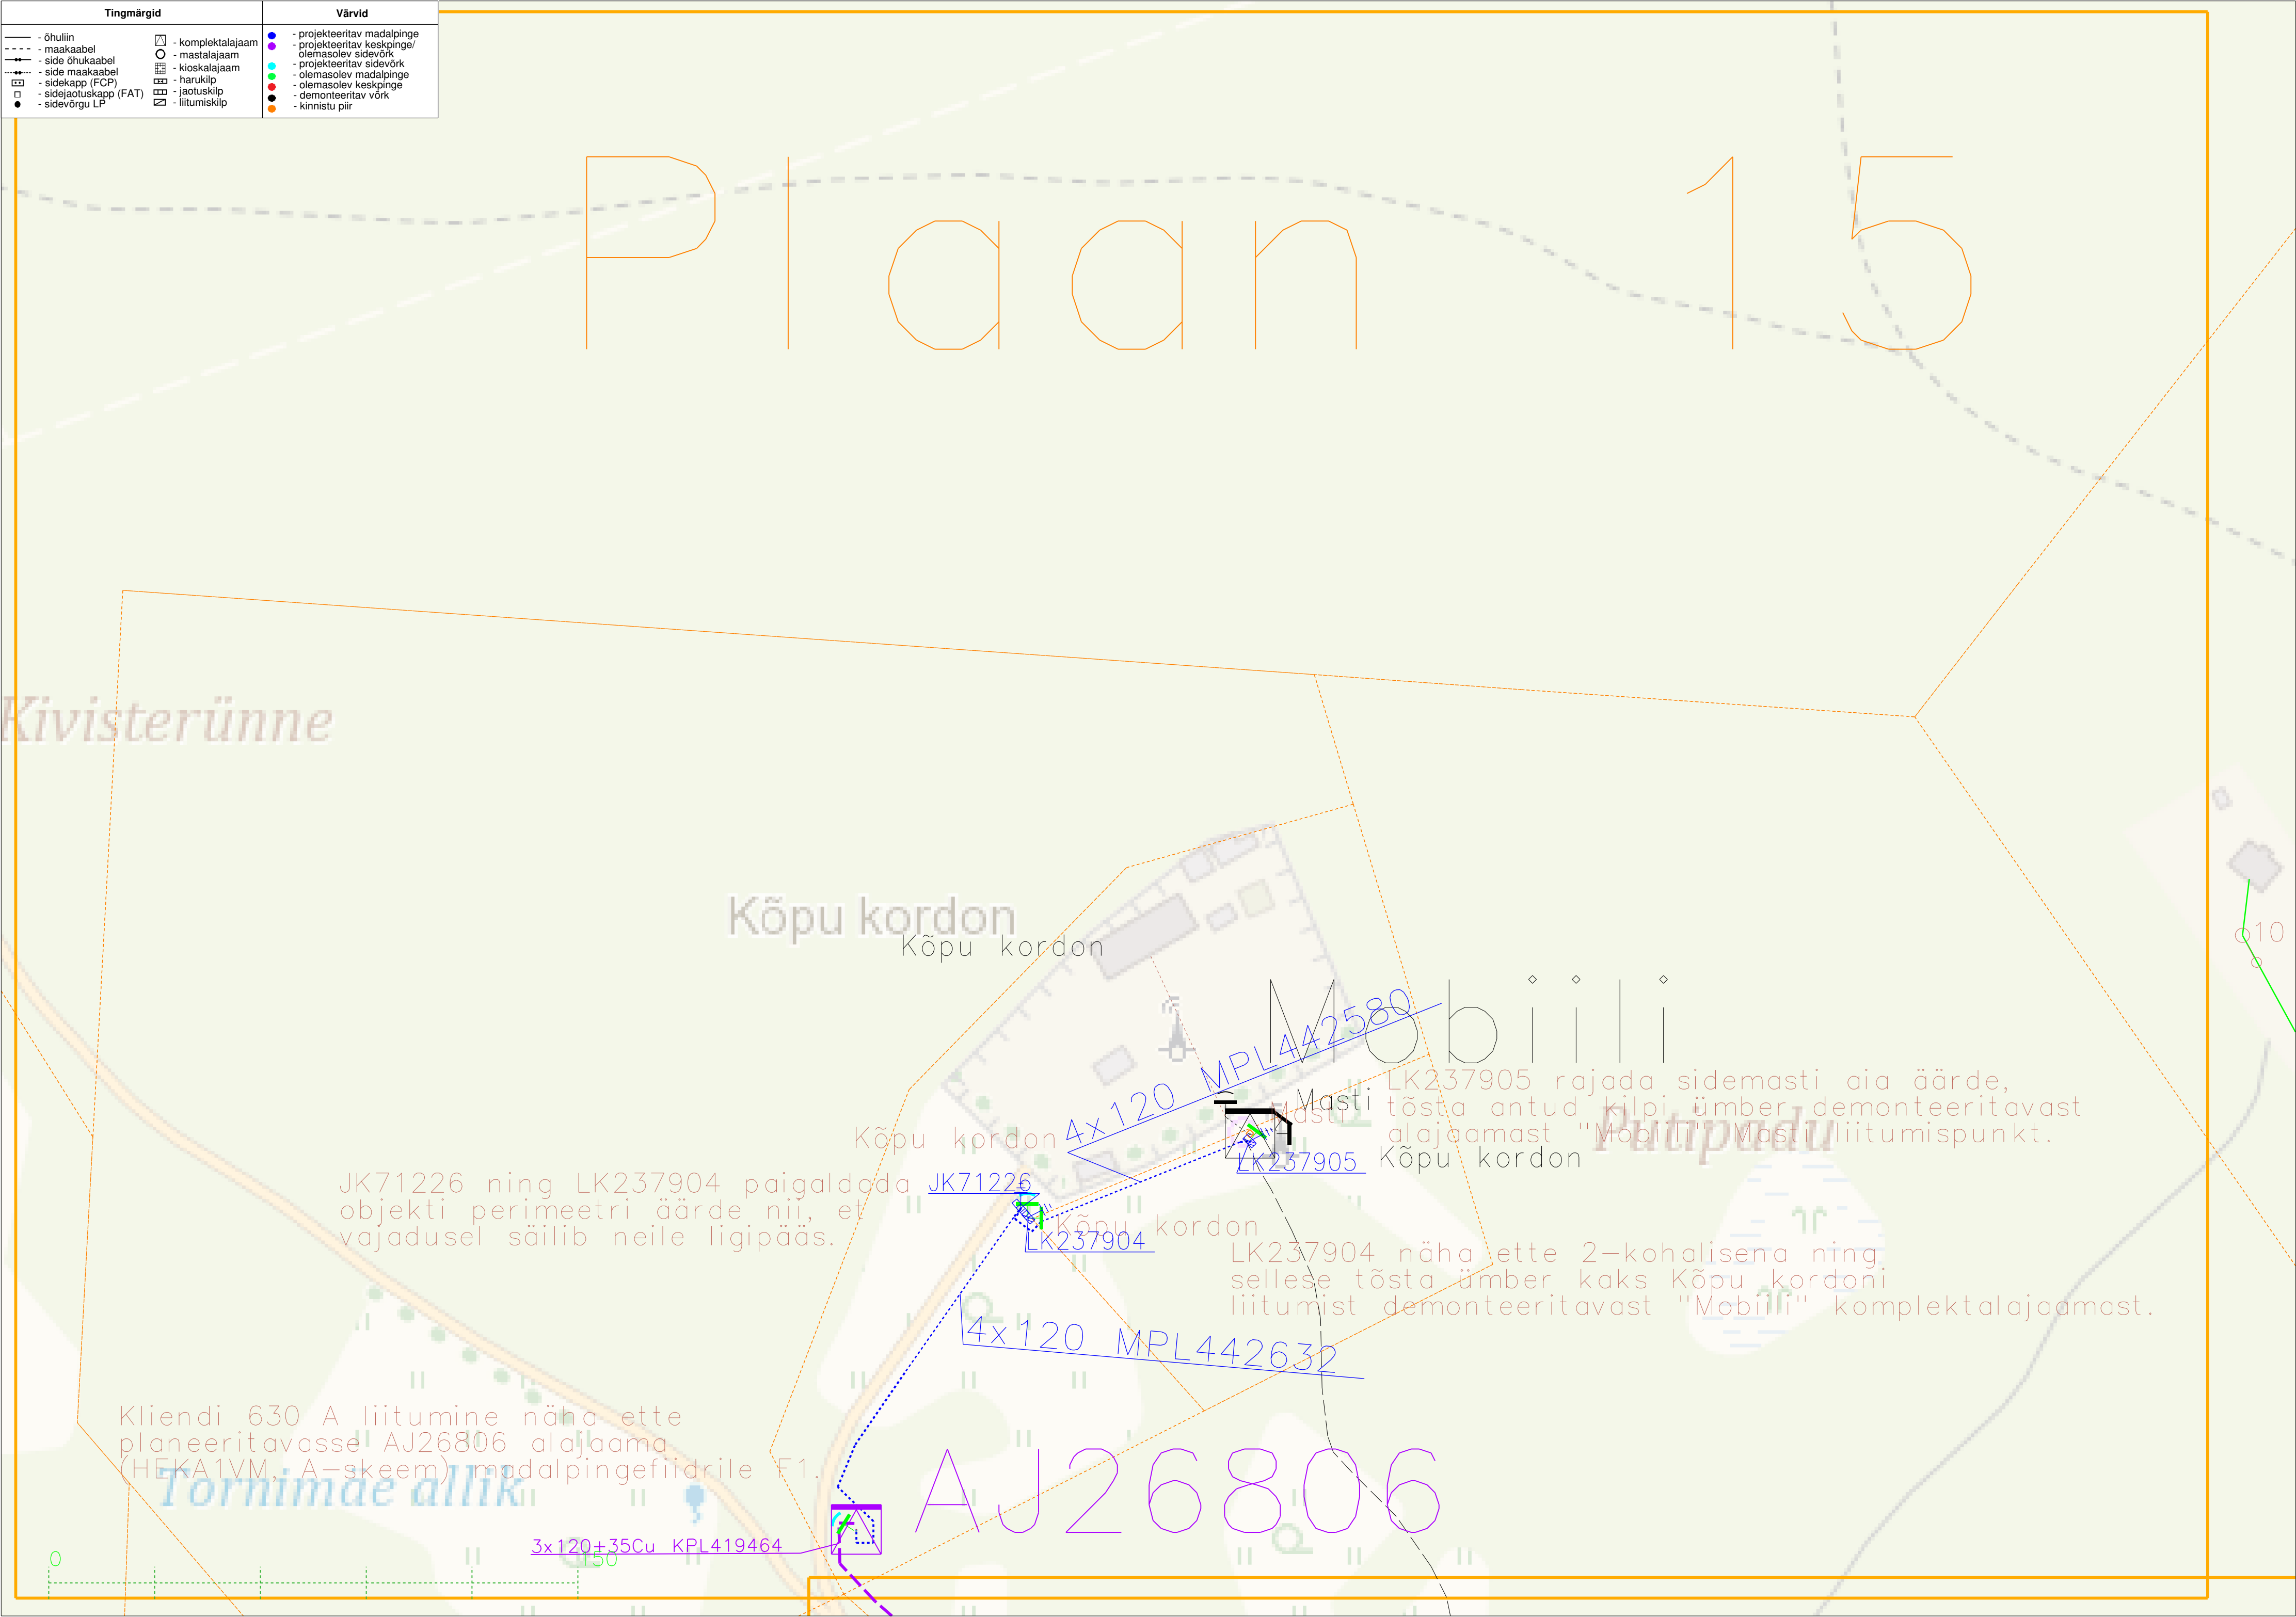 Tingmärgid
Värvid
- õhuliin
- maakaabel
- side õhukaabel
- side maakaabel
- sidekapp (FCP)
- sidejaotuskapp (FAT)
- sidevõrgu LP
- komplektalajaam
- mastalajaam
- kioskalajaam
- harukilp
- jaotuskilp
- liitumiskilp
- projekteeritav madalpinge
- projekteeritav keskpinge/
olemasolev sidevõrk
- projekteeritav sidevõrk
- olemasolev madalpinge
- olemasolev keskpinge
- demonteeritav võrk
- kinnistu piir
Plaan 15
Kivisterünne
Kõpu kordon
Kõpu kordon
10
Mobiili
4x120 MPL442580
LK237905 rajada sidemasti aia äärde,
tõsta antud kilpi ümber demonteeritavast
alajaamast "Mobiili" Masti liitumispunkt.
Masti
Masti
Putipadu
Kõpu kordon
Kõpu kordon
LK237905
JK71226 ning LK237904 paigaldada
objekti perimeetri äärde nii, et
vajadusel säilib neile ligipääs.
JK71226
Kõpu kordon
LK237904
LK237904 näha ette 2-kohalisena ning
sellese tõsta ümber kaks Kõpu kordoni
liitumist demonteeritavast "Mobiili" komplektalajaamast.
4x120 MPL442632
Kliendi 630 A liitumine näha ette
planeeritavasse AJ26806 alajaama
(HEKA1VM, A-skeem) madalpingefiidrile F1.
Tornimäe allik
AJ26806
3x120+35Cu KPL419464
0
150